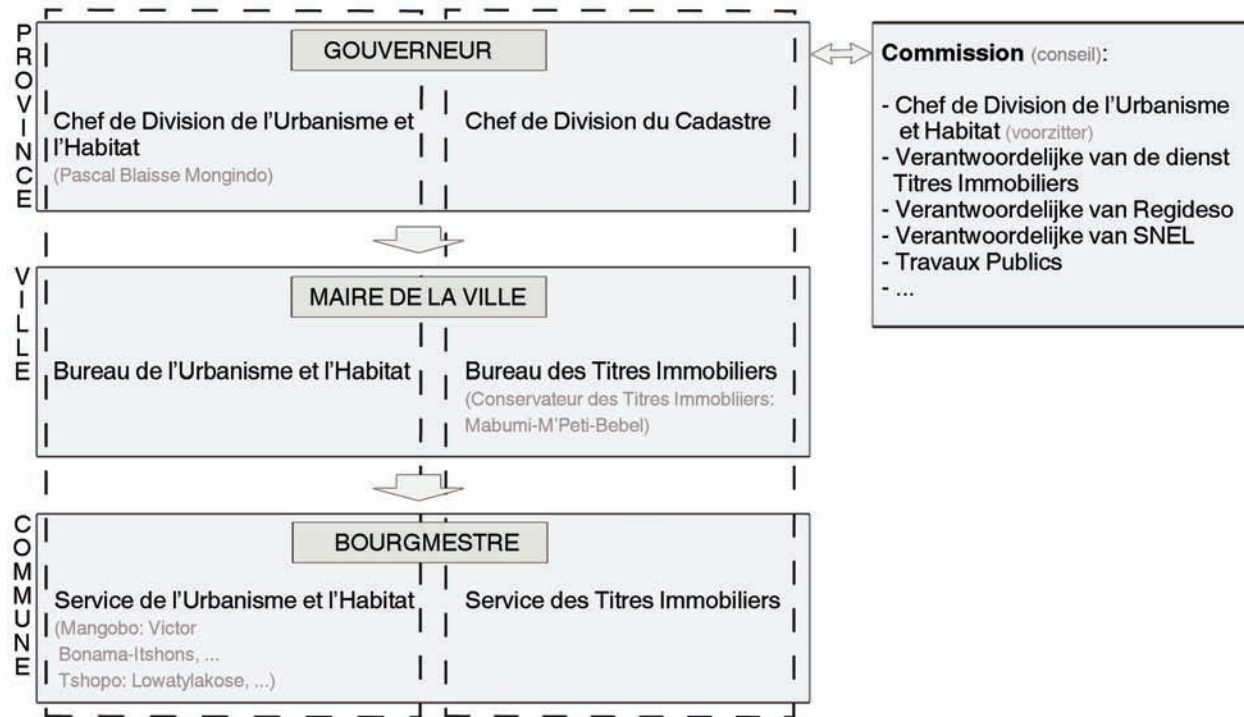 PROVINCE
GOUVERNEUR
Chef de Division de l'Urbanisme et
l'Habitat
(Pascal Blaisse Mongindo)
Chef de Division du Cadastre
VILLE
MAIRE DE LA VILLE
Bureau de l'Urbanisme et l'Habitat
Bureau des Titres Immobiliers
(Conservateur des Titres Immobliiers:
Mabumi-M'Peti-Bebel)
COMMUNE
BOURGMESTRE
Service de l'Urbanisme et l'Habitat
(Mangobo: Victor
Bonama-Itshons, ...
Tshopo: Lowatylakose, ...)
Service des Titres Immobiliers
Commission (conseil):
- Chef de Division de l'Urbanisme
et Habitat (voorzitter)
- Verantwoordelijke van de dienst
Titres Immobiliers
- Verantwoordelijke van Regideso
- Verantwoordelijke van SNEL
- Travaux Publics
- ...